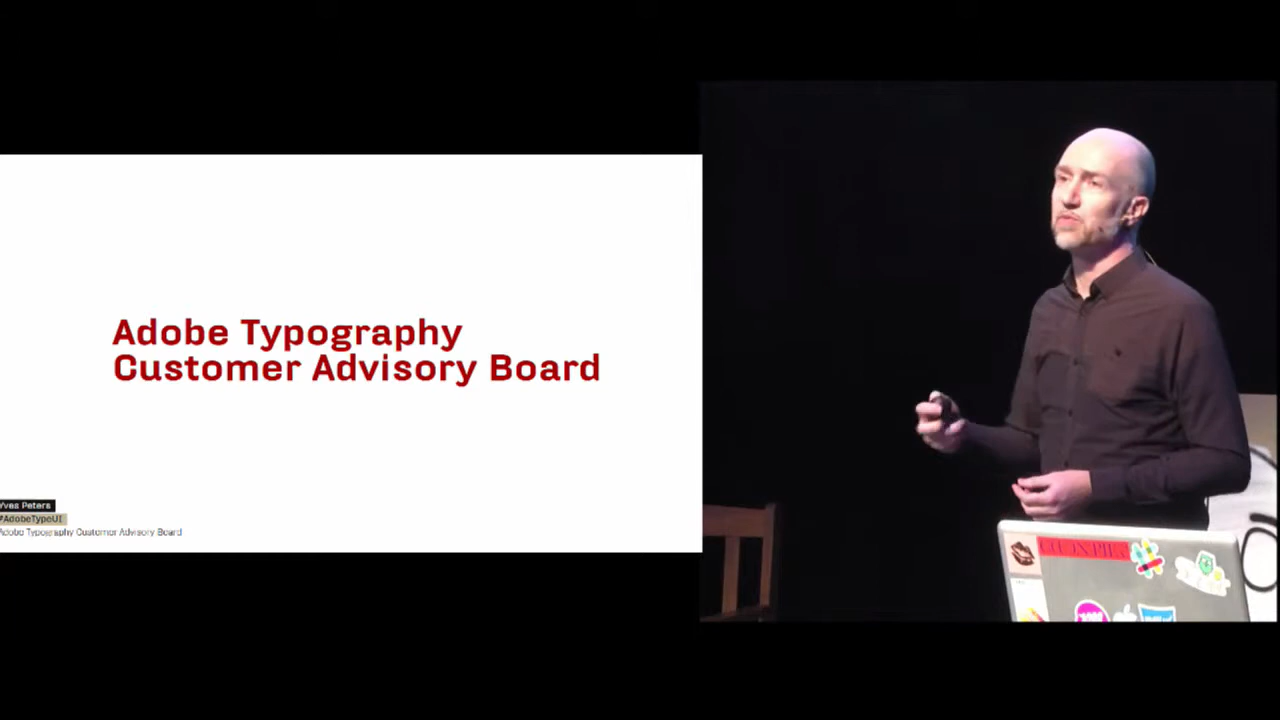 Adobe Typography
Customer Advisory Board
Yves Peters
#AdobeTypeUI
Adobe Typography Customer Advisory Board